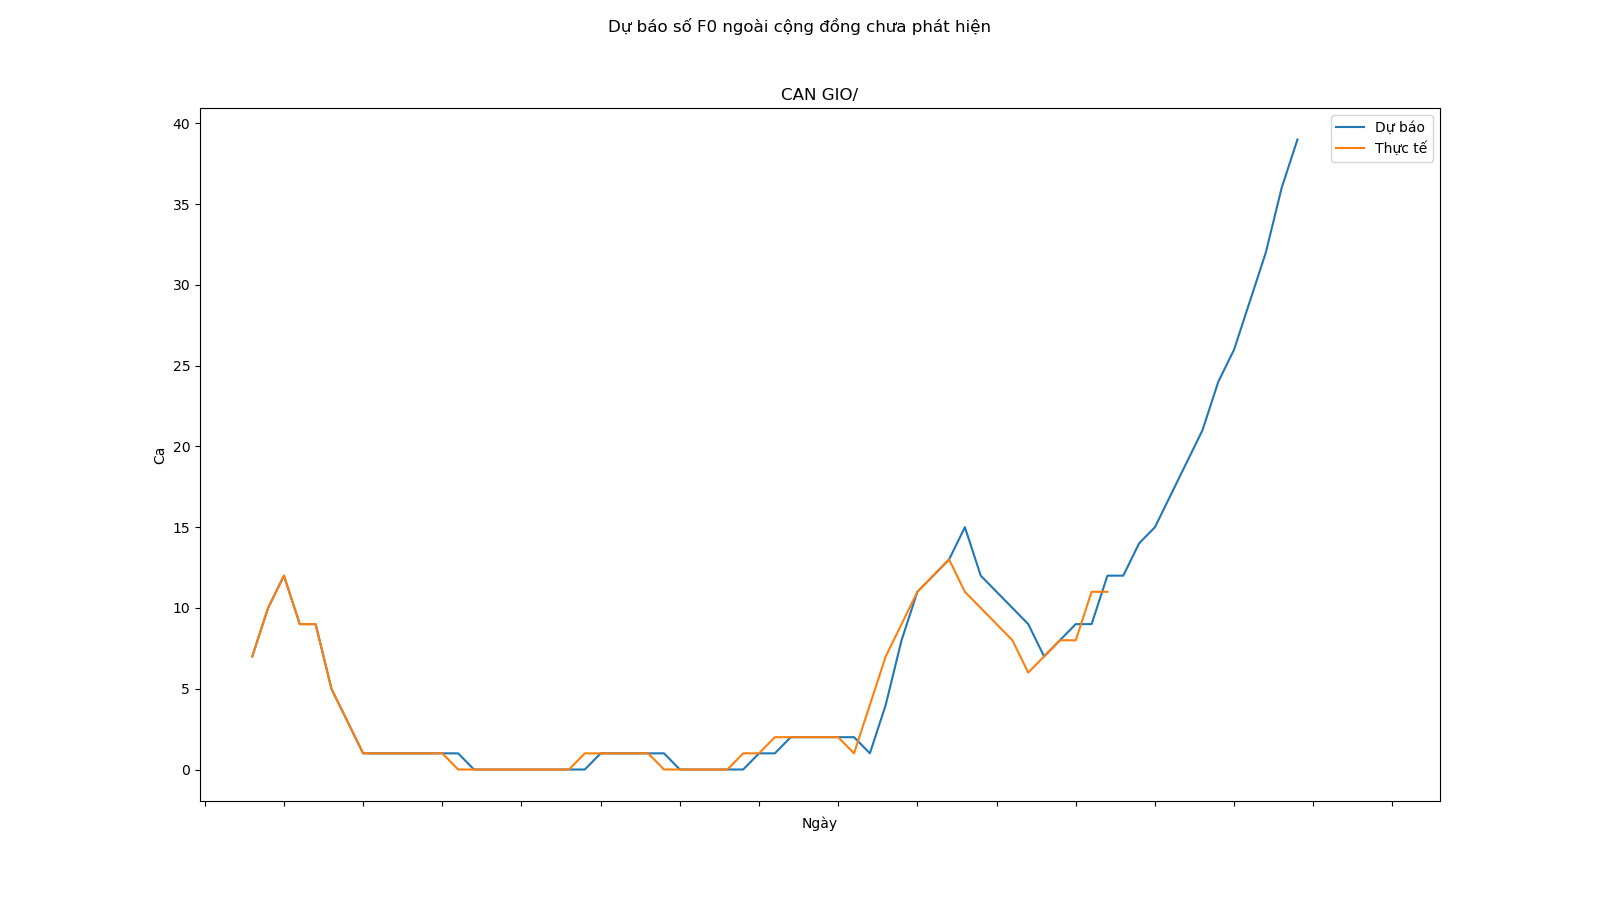 Dự báo số F0 ngoài cộng đồng chưa phát hiện
CAN GIO/
Dự báo
Thực tế
40
35
30
25
20
15
10
5
0
Ca
Ngày